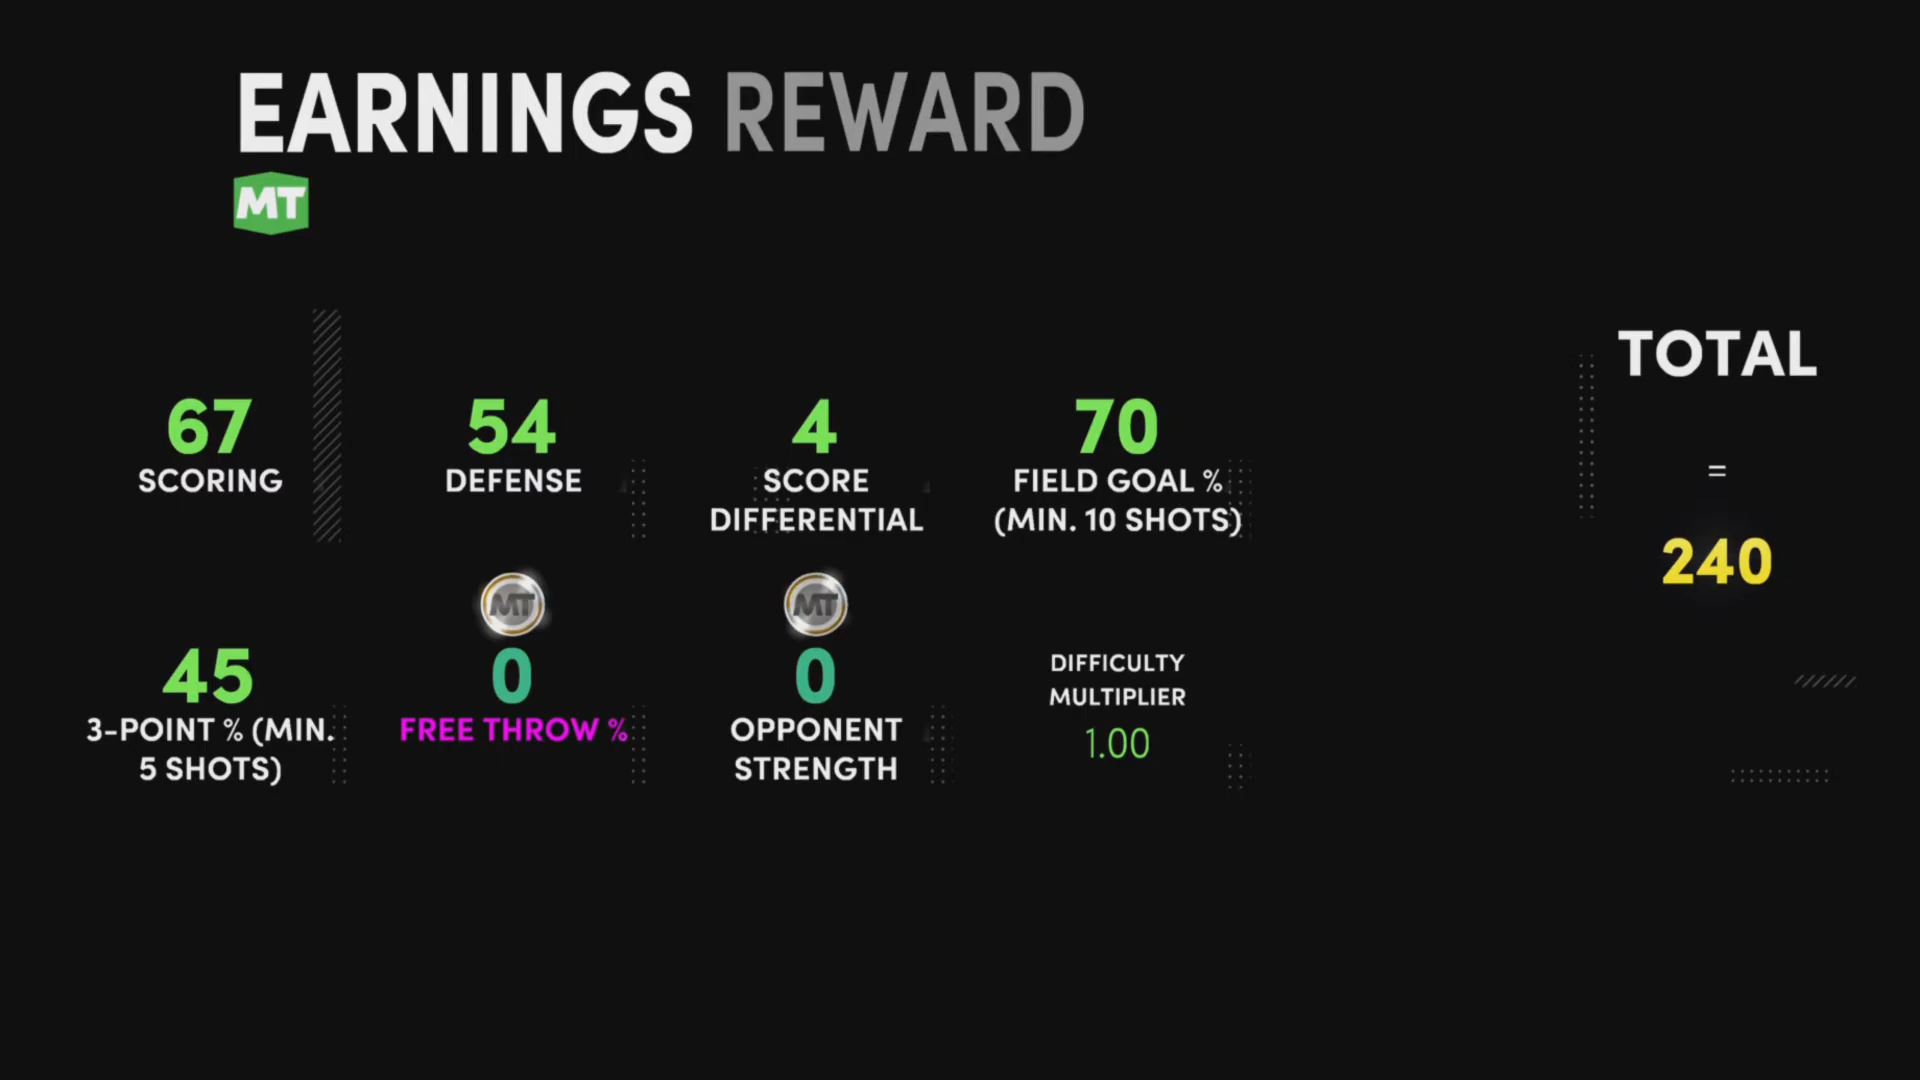 EARNINGS REWARD
MT
TOTAL
67
SCORING
54
DEFENSE
4
SCORE
DIFFERENTIAL
70
FIELD GOAL %
(MIN. 10 SHOTS)
=
240
45
3-POINT % (MIN.
5 SHOTS)
MT
0
FREE THROW %
MT
0
OPPONENT
STRENGTH
DIFFICULTY
MULTIPLIER
1.00